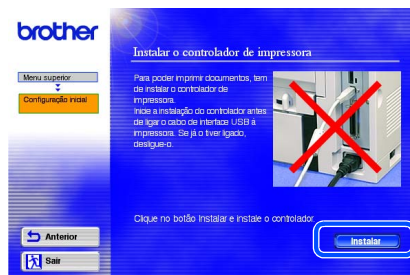 brother
Instalar o controlador de impressora
Menu superior
Configuração inicial
Para poder imprimir documentos, tem
de instalar o controlador de
impressora.
Inicie a instalação do controlador antes
de ligar o cabo de interface USB à
impressora. Se já o tiver ligado,
desligue-o.
Clique no botão Instalar e instale o controlador.
Instalar
Anterior
Sair